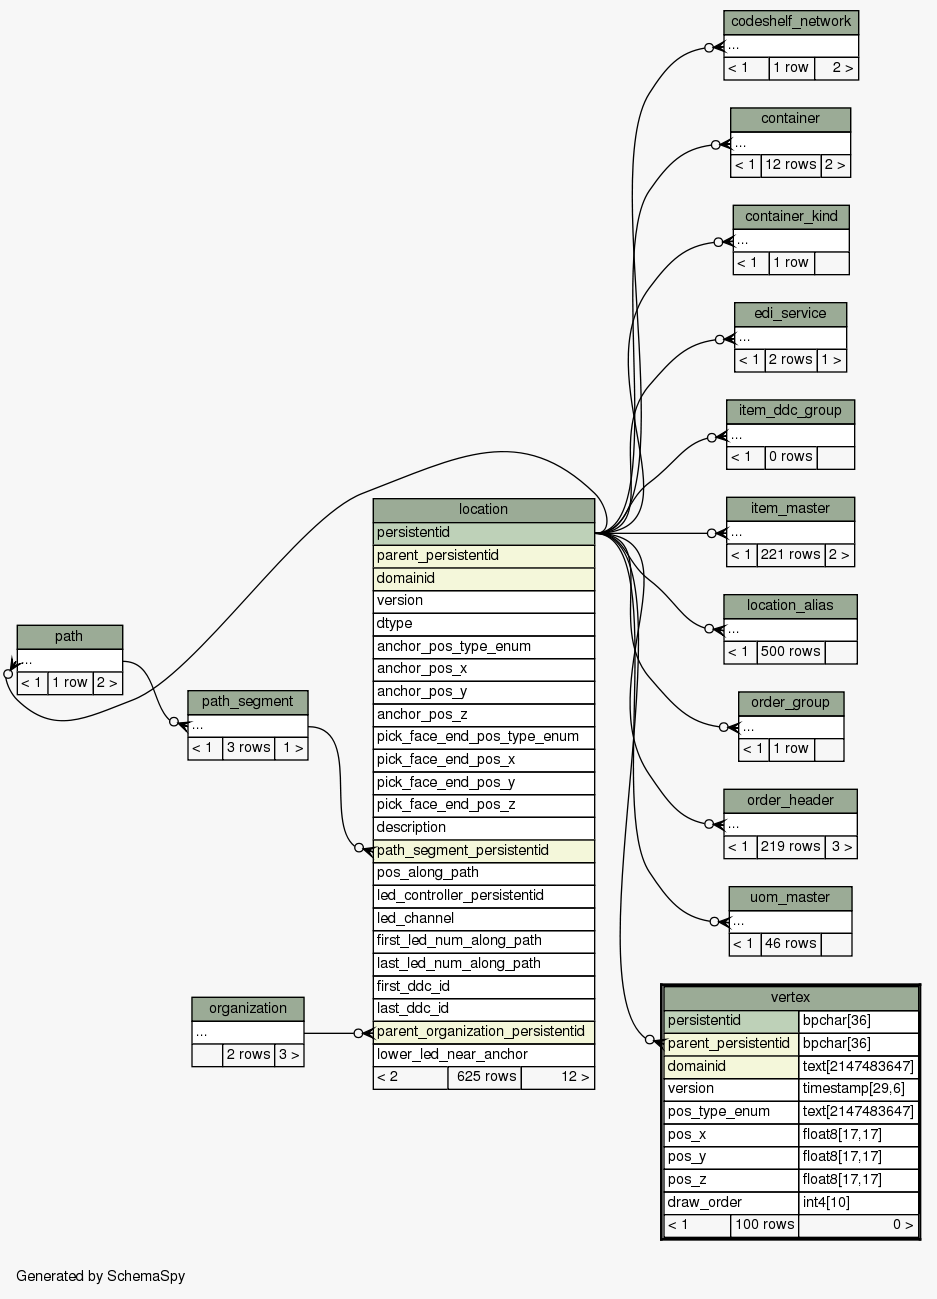 codeshelf_network
...
< 1 1 row 2 >
container
...
< 1 12 rows 2 >
container_kind
...
< 1 1 row
edi_service
...
< 1 2 rows 1 >
item_ddc_group
...
< 1 0 rows
item_master
...
< 1 221 rows 2 >
location_alias
...
< 1 500 rows
order_group
...
< 1 1 row
order_header
...
< 1 219 rows 3 >
uom_master
...
< 1 46 rows
location
persistentid
parent_persistentid
domainid
version
dtype
anchor_pos_type_enum
anchor_pos_x
anchor_pos_y
anchor_pos_z
pick_face_end_pos_type_enum
pick_face_end_pos_x
pick_face_end_pos_y
pick_face_end_pos_z
description
path_segment_persistentid
pos_along_path
led_controller_persistentid
led_channel
first_led_num_along_path
last_led_num_along_path
first_ddc_id
last_ddc_id
parent_organization_persistentid
lower_led_near_anchor
< 2 625 rows 12 >
path
...
< 1 1 row 2 >
path_segment
...
< 1 3 rows 1 >
organization
...
2 rows 3 >
vertex
persistentid bpchar[36]
parent_persistentid bpchar[36]
domainid text[2147483647]
version timestamp[29,6]
pos_type_enum text[2147483647]
pos_x float8[17,17]
pos_y float8[17,17]
pos_z float8[17,17]
draw_order int4[10]
< 1 100 rows 0 >
Generated by SchemaSpy